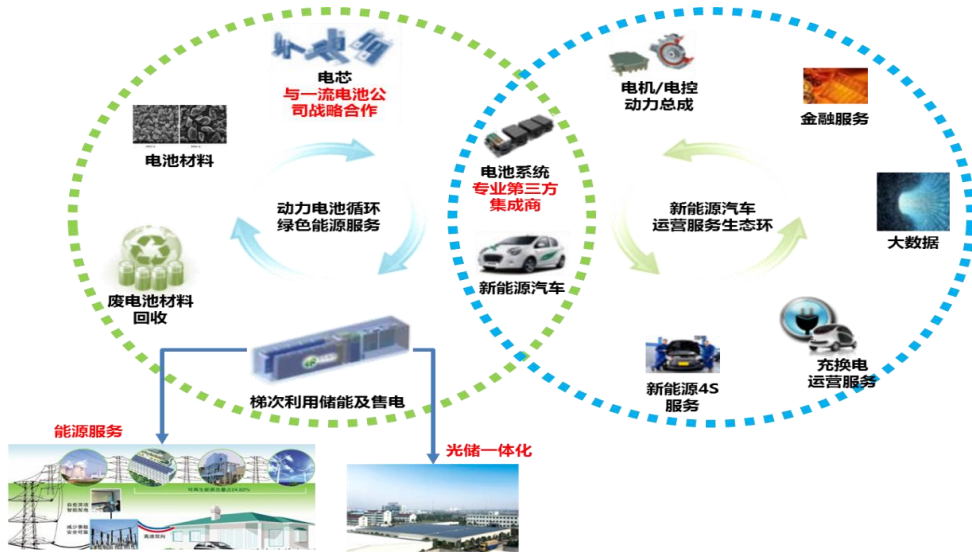 电芯
与一流电池公
司战略合作
电机/电控
动力总成
金融服务
电池材料
电池系统
专业第三方
集成商
动力电池循环
绿色能源服务
新能源汽车
运营服务生态环
大数据
新能源汽车
废电池材料
回收
充换电
运营服务
新能源4S
服务
梯次利用储能及售电
能源服务
光储一体化